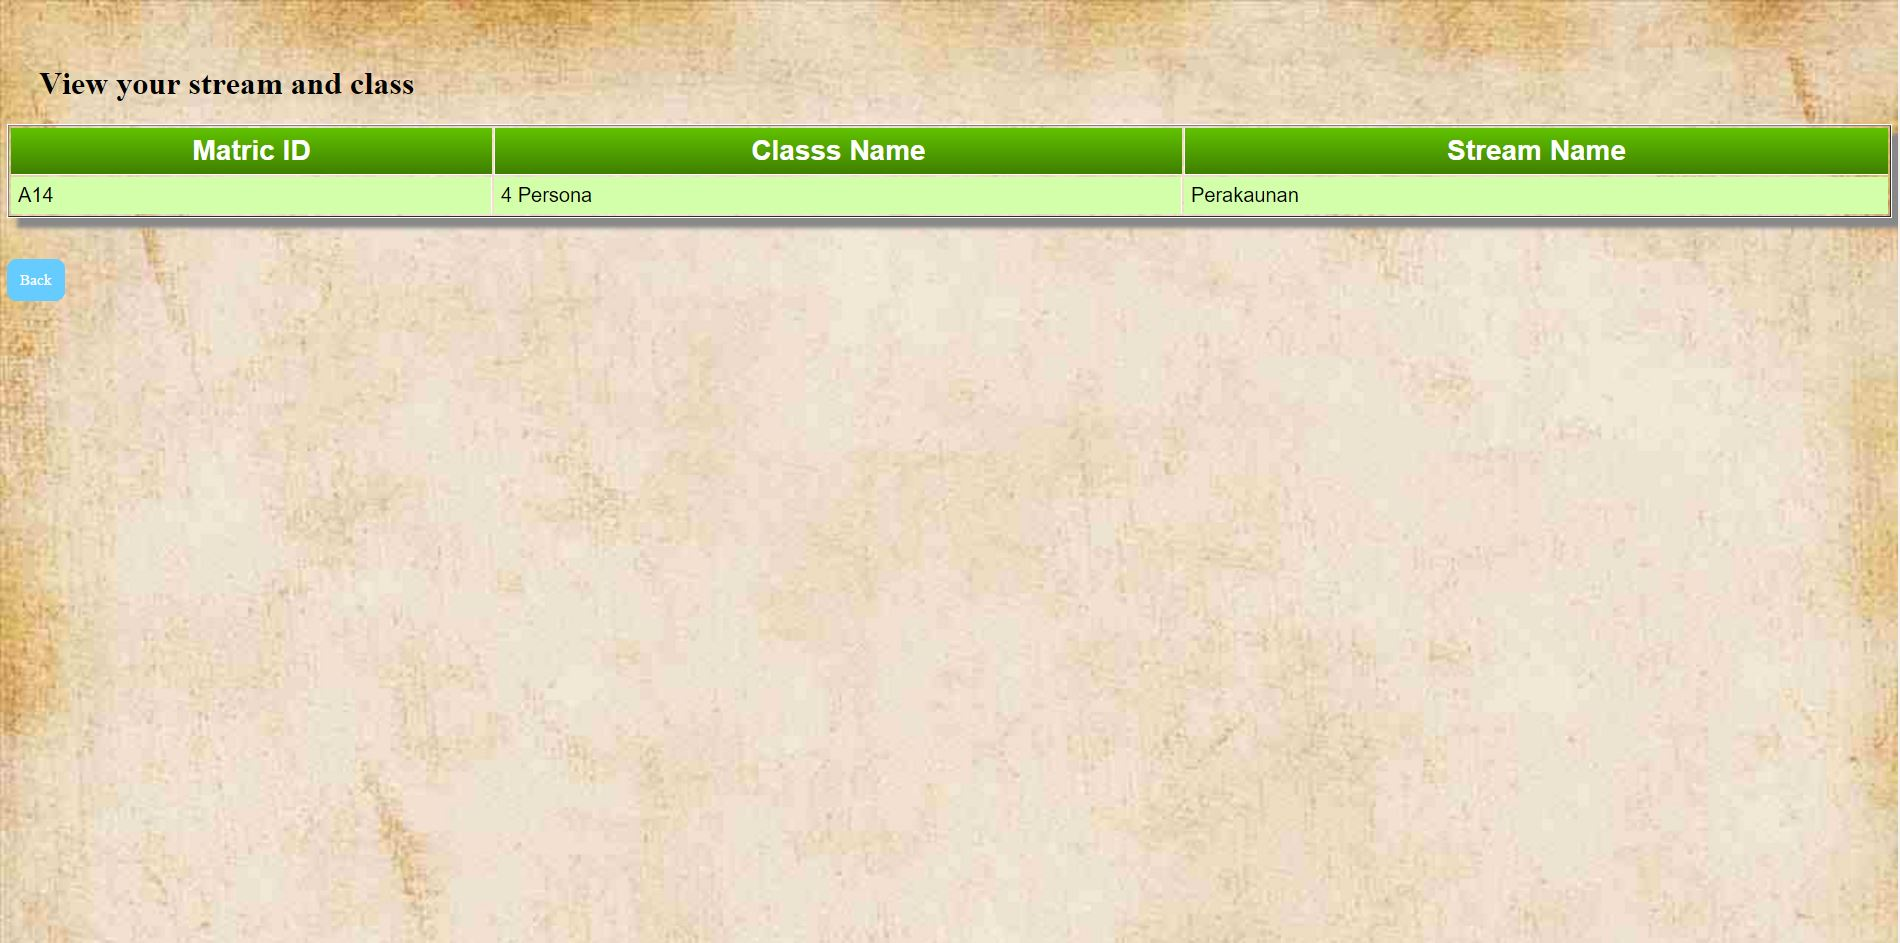 View your stream and class
Matric ID Classs Name Stream Name
A14 4 Persona Perakaunan
Back